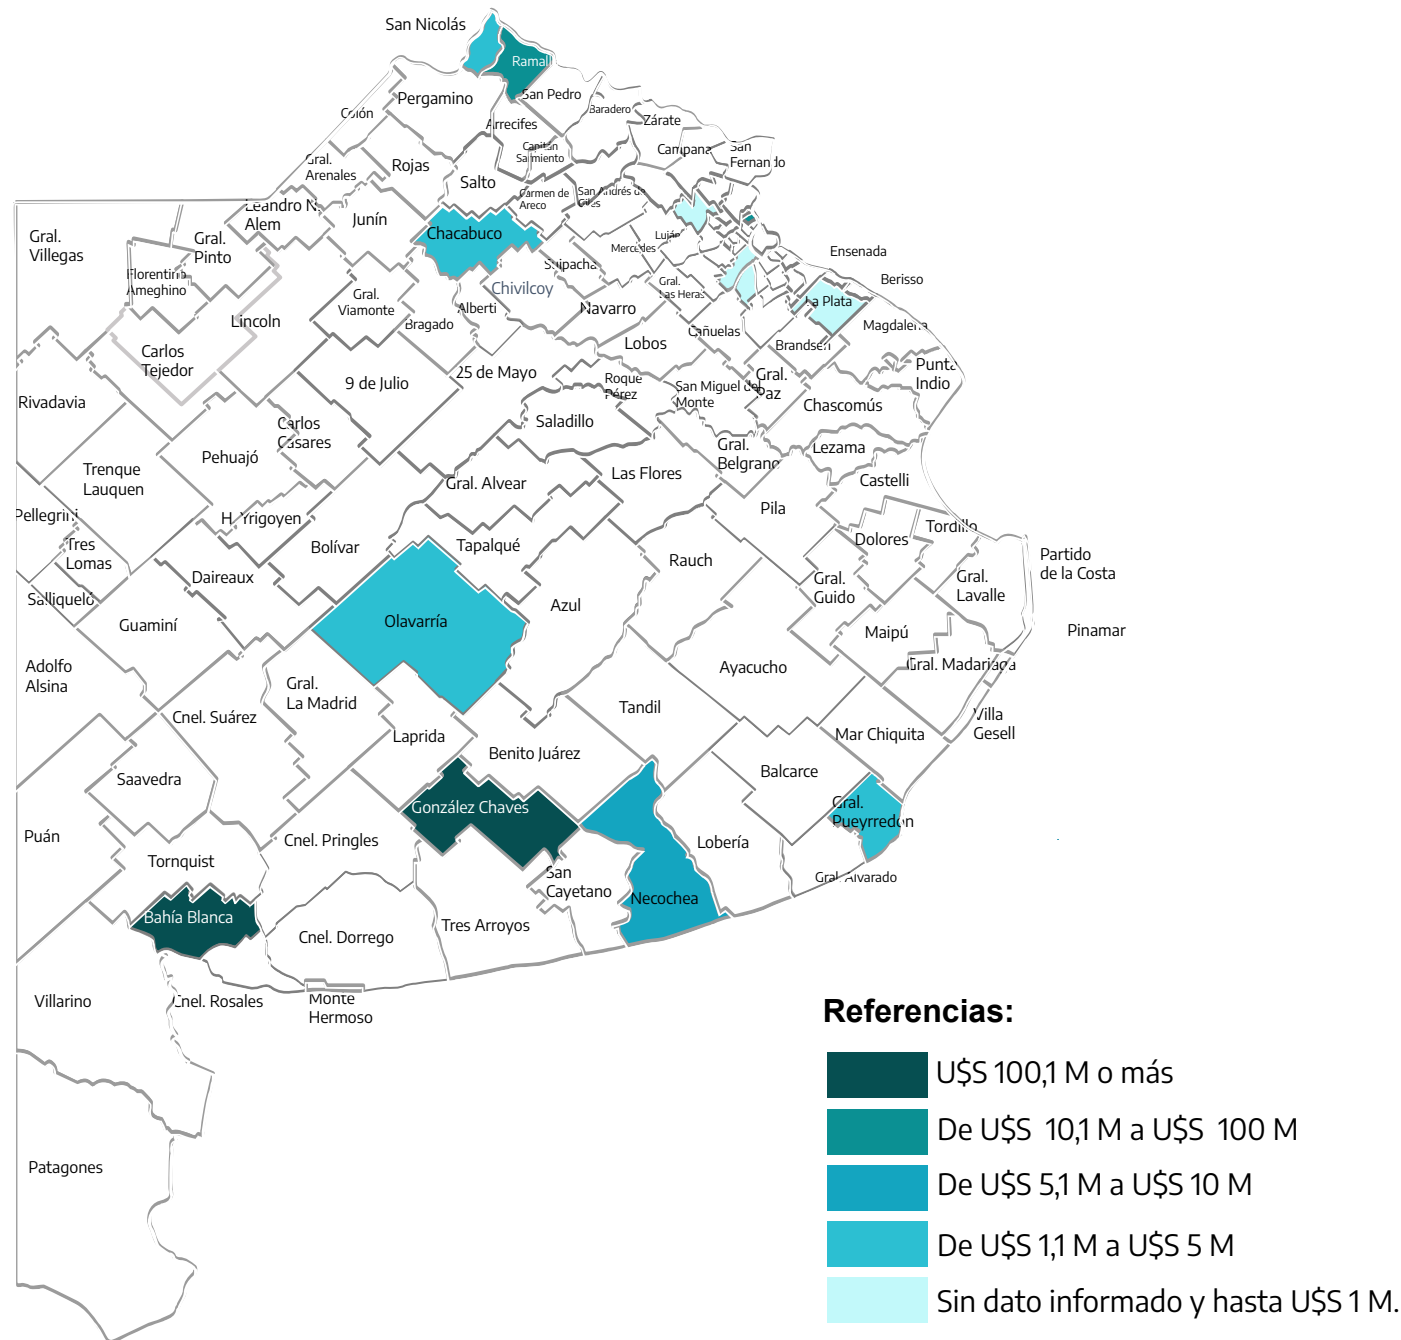 San Nicolás
Ramall
Pergamino
San Pedro
Colón
Baradero
Arrecifes
Zárate
Capitán
Sarmiento
Campana
San
Fernando
Gral.
Arenales
Rojas
Salto
Carmen de
Areco
San Andrés de
Giles
Leandro N.
Alem
Junín
Chacabuco
Luján
Mercedes
Gral.
Villegas
Gral.
Pinto
Ensenada
Berisso
Suipacha
Florentino
Ameghino
Chivilcoy
Gral.
Las Heras
La Plata
Gral.
Viamonte
Alberti
Navarro
Lincoln
Bragado
Cañuelas
Magdalena
Lobos
Brandsen
Carlos
Tejedor
9 de Julio
25 de Mayo
Roque
Pérez
San Miguel del
Monte
Gral.
Paz
Punta
Indio
Rivadavia
Chascomús
Saladillo
Carlos
Casares
Gral.
Belgrano
Lezama
Pehuajó
Trenque
Lauquen
Gral. Alvear
Las Flores
Castelli
Pila
Pellegrini
H. Yrigoyen
Tordillo
Dolores
Tres
Lomas
Bolívar
Tapalqué
Rauch
Partido
de la Costa
Daireaux
Gral.
Guido
Gral.
Lavalle
Salliqueló
Azul
Guaminí
Olavarría
Maipú
Pinamar
Adolfo
Alsina
Ayacucho
Gral. Madariaga
Gral.
La Madrid
Cnel. Suárez
Tandil
Villa
Gesell
Laprida
Mar Chiquita
Benito Juárez
Saavedra
Balcarce
González Chaves
Gral.
Pueyrredón
Puán
Cnel. Pringles
Lobería
Tornquist
San
Cayetano
Gral. Alvarado
Necochea
Bahía Blanca
Tres Arroyos
Cnel. Dorrego
Villarino
Cnel. Rosales
Monte
Hermoso
Patagones
Referencias:
U$S 100,1 M o más
De U$S 10,1 M a U$S 100 M
De U$S 5,1 M a U$S 10 M
De U$S 1,1 M a U$S 5 M
Sin dato informado y hasta U$S 1 M.